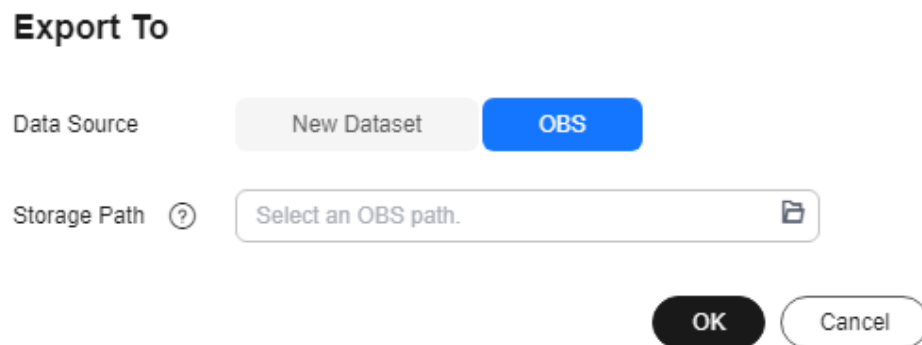 Export To
Data Source New Dataset OBS
Storage Path ? Select an OBS path.
OK Cancel